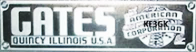 GATES
QUINCY ILLINOIS U.S.A
AMERICAN
CORPORATION